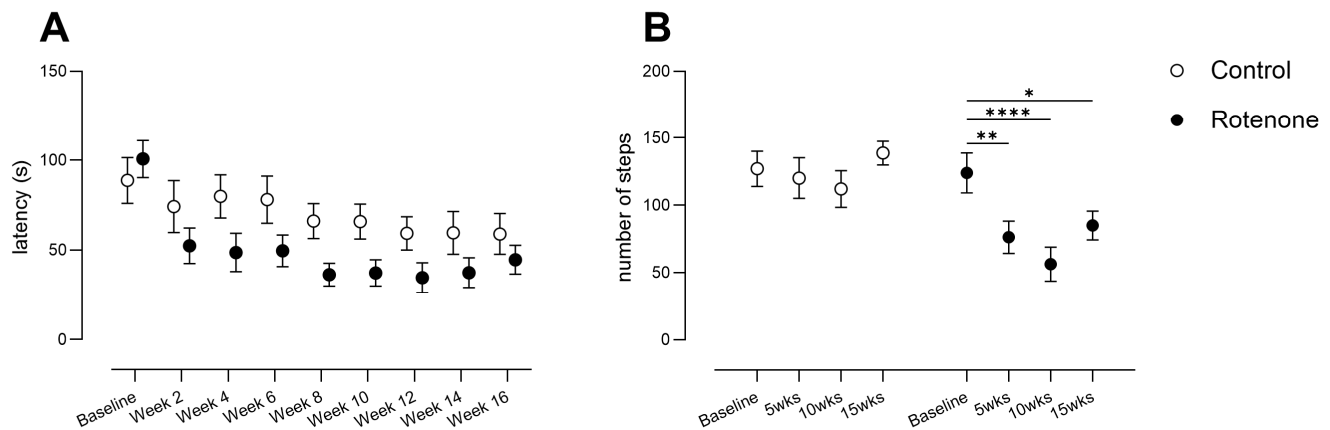 A
150
100
50
0
latency (s)
Baseline
Week 2
Week 4
Week 6
Week 8
Week 10
Week 12
Week 14
Week 16
B
200
150
100
50
0
number of steps
*
****
**
Baseline
5wks
10wks
15wks
Baseline
5wks
10wks
15wks
Control
Rotenone